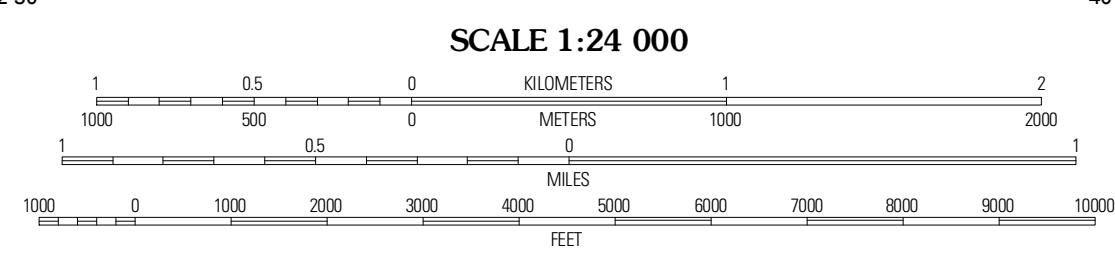 SCALE 1:24 000
1 0.5 0 KILOMETERS 1 2
1000 500 0 METERS 1000 2000
1 0.5 0 1
MILES
1000 0 1000 2000 3000 4000 5000 6000 7000 8000 9000 10000
FEET